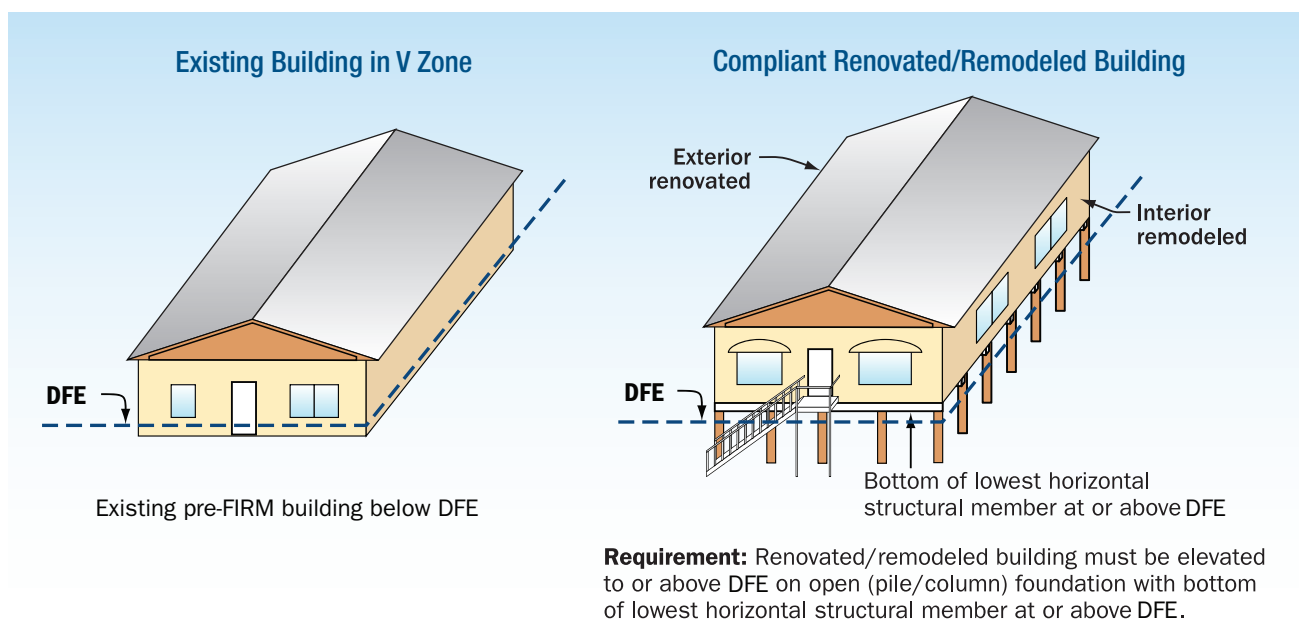 Existing Building in V Zone
DFE
Existing pre-FIRM building below DFE
Compliant Renovated/Remodeled Building
Exterior
renovated
Interior
remodeled
DFE
Bottom of lowest horizontal
structural member at or above DFE
Requirement: Renovated/remodeled building must be elevated
to or above DFE on open (pile/column) foundation with bottom
of lowest horizontal structural member at or above DFE.